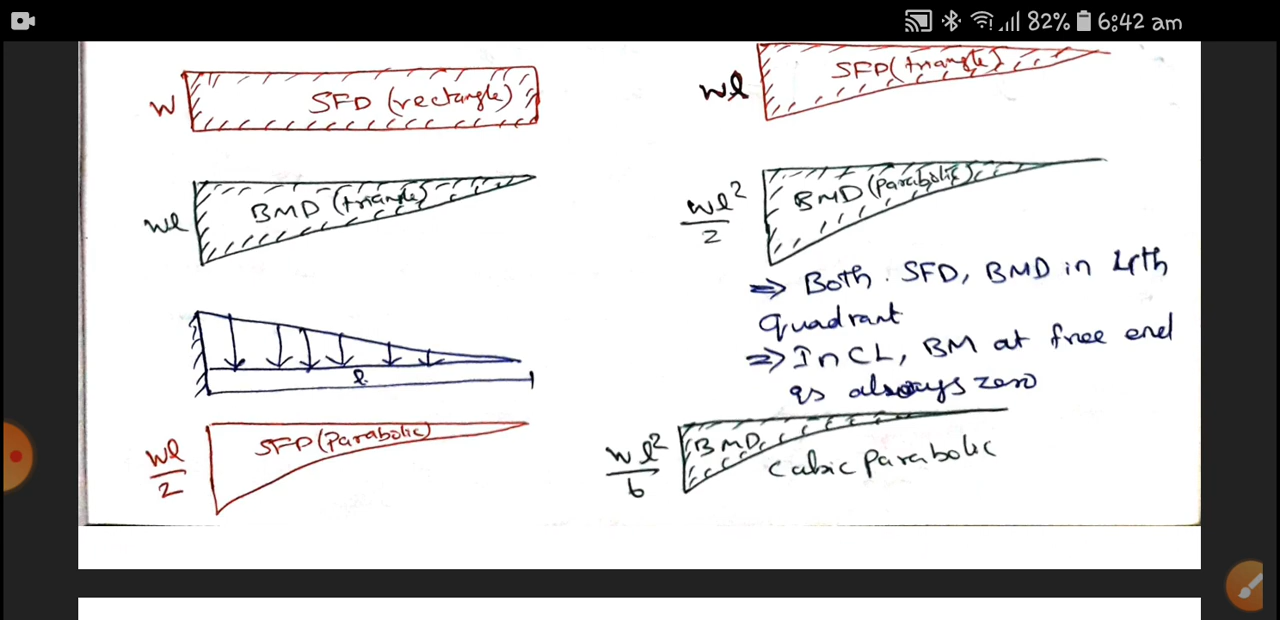 82% 6:42 am
W SFD (rectangle)
wl SFD (triangle)
wl BMD (triangle)
wl²/2 BMD (Parabolic)
⇒ Both. SFD, BMD in 4th
quadrant
⇒ In CL, BM at free end
is always zero
l
wl/2 SFD (Parabolic)
wl²/6 BMD
Cubic parabolic